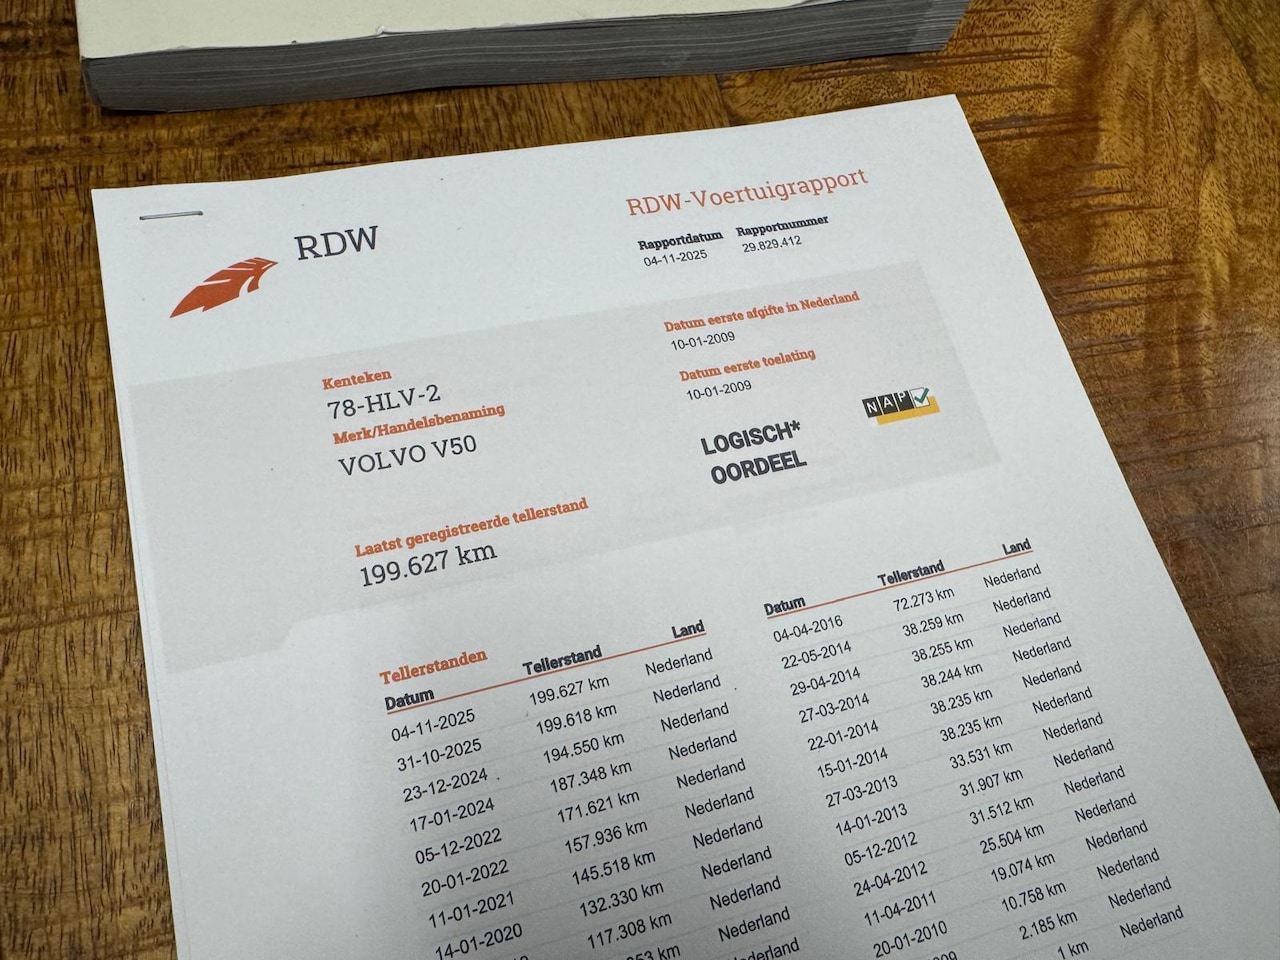 RDW
RDW-Voertuigrapport
Rapportdatum Rapportnummer
04-11-2025 29.829.412
Kenteken
78-HLV-2
Merk/Handelsbenaming
VOLVO V50
Laatst geregistreerde tellerstand
199.627 km
Datum eerste afgifte in Nederland
10-01-2009
Datum eerste toelating
10-01-2009
LOGISCH*
OORDEEL
NAP
Tellerstanden
Datum Tellerstand Land
04-11-2025 199.627 km Nederland
31-10-2025 199.618 km Nederland
23-12-2024 194.550 km Nederland
17-01-2024 187.348 km Nederland
05-12-2022 171.621 km Nederland
20-01-2022 157.936 km Nederland
11-01-2021 145.518 km Nederland
14-01-2020 132.330 km Nederland
117.308 km Nederland
km
Datum Tellerstand Land
04-04-2016 72.273 km Nederland
22-05-2014 38.259 km Nederland
29-04-2014 38.255 km Nederland
27-03-2014 38.244 km Nederland
22-01-2014 38.235 km Nederland
15-01-2014 38.235 km Nederland
27-03-2013 33.531 km Nederland
14-01-2013 31.907 km Nederland
05-12-2012 31.512 km Nederland
24-04-2012 25.504 km Nederland
11-04-2011 19.074 km Nederland
20-01-2010 10.758 km Nederland
2.185 km Nederland
1 km Nederland